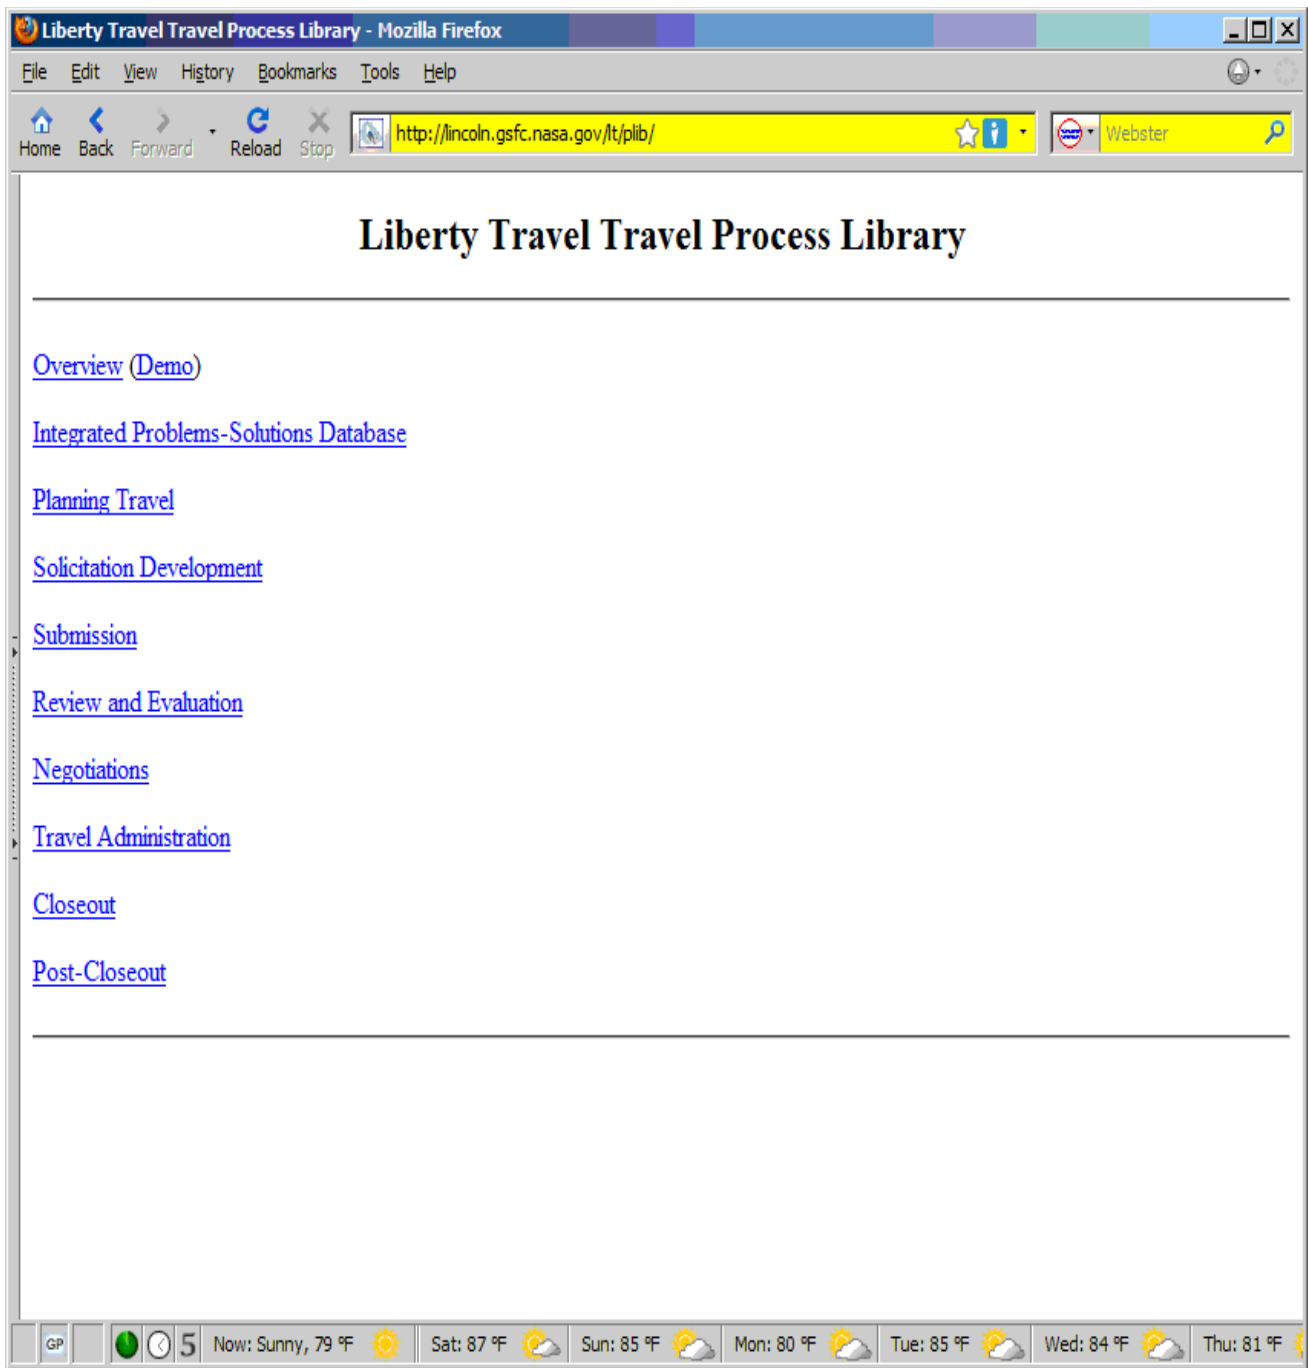 Liberty Travel Travel Process Library - Mozilla Firefox
File Edit View History Bookmarks Tools Help
Home Back Forward Reload Stop http://lincoln.gsfc.nasa.gov/lt/plib/ Webster
Liberty Travel Travel Process Library
Overview (Demo)
Integrated Problems-Solutions Database
Planning Travel
Solicitation Development
Submission
Review and Evaluation
Negotiations
Travel Administration
Closeout
Post-Closeout
GP 5 Now: Sunny, 79 °F Sat: 87 °F Sun: 85 °F Mon: 80 °F Tue: 85 °F Wed: 84 °F Thu: 81 °F